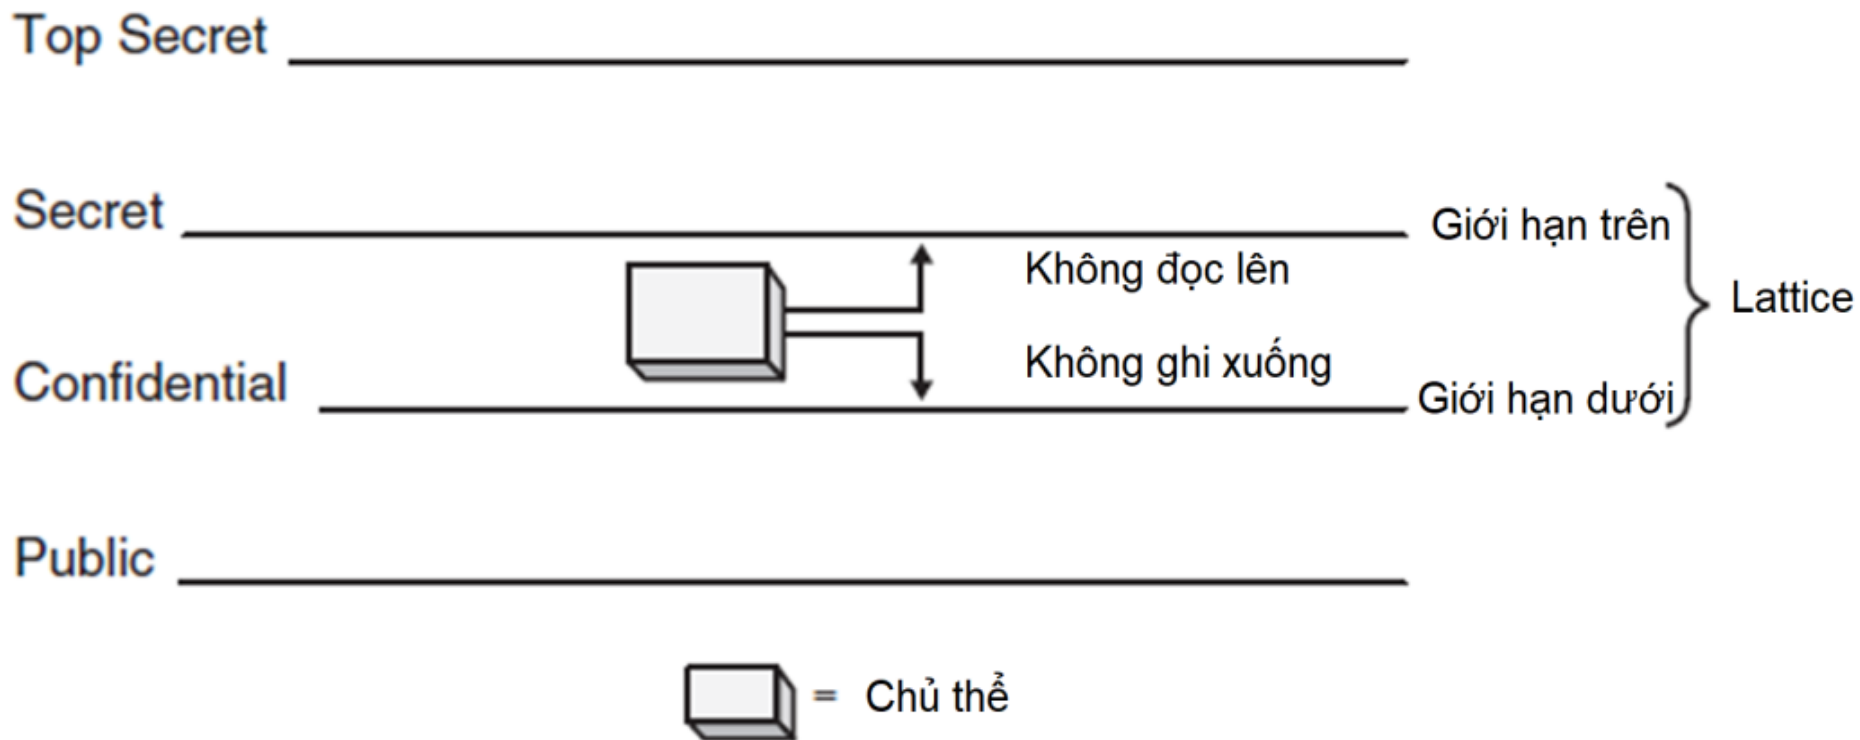 Top Secret
Secret
Giới hạn trên
Không đọc lên
Lattice
Không ghi xuống
Confidential
Giới hạn dưới
Public
= Chủ thể